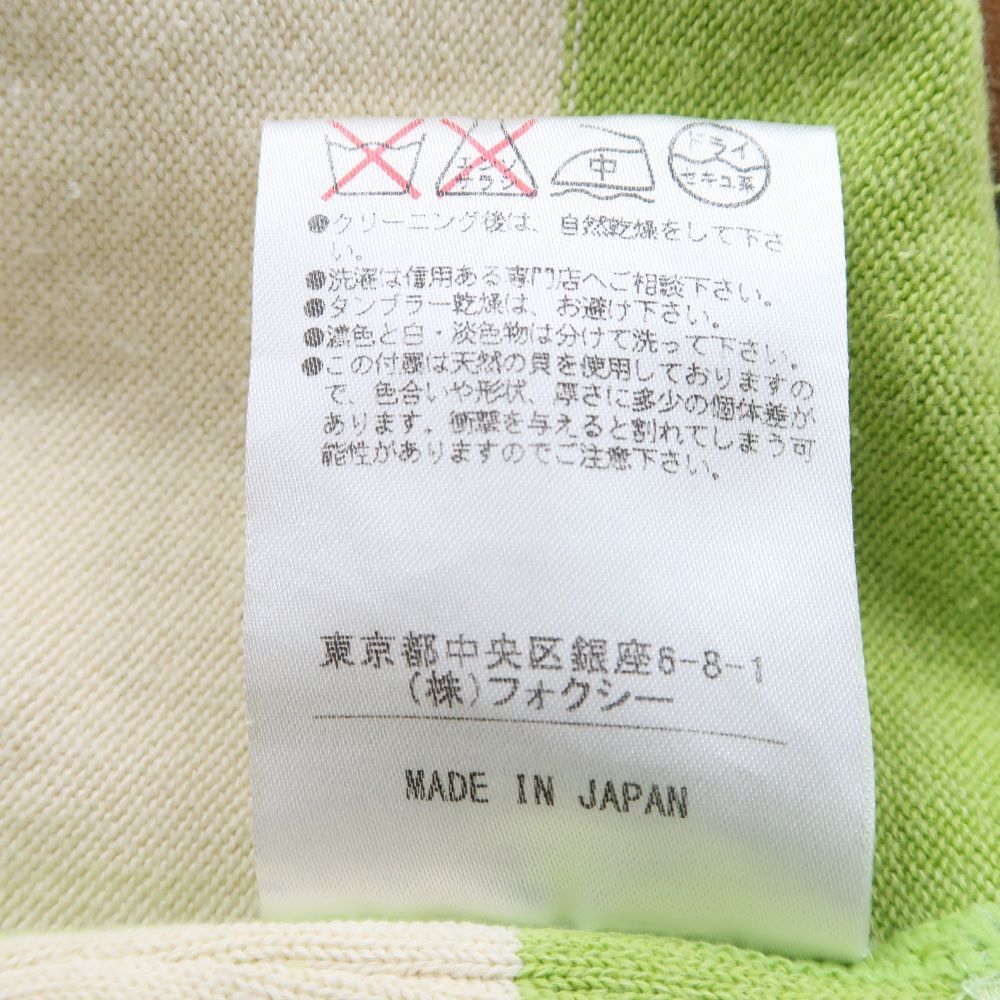 エンソ サラシ 中 ドライ セキユ系
●クリーニング後は、自然乾燥をして下さ
い。
●洗濯は信用ある専門店へご相談下さい。
●タンブラー乾燥は、お避け下さい。
●濃色と白・淡色物は分けて洗って下さい。
●この付属は天然の貝を使用しておりますの
で、色合いや形状、厚さに多少の個体差が
あります。衝撃を与えると割れてしまう可
能性がありますのでご注意下さい。
東京都中央区銀座6-8-1
(株)フォクシー
MADE IN JAPAN